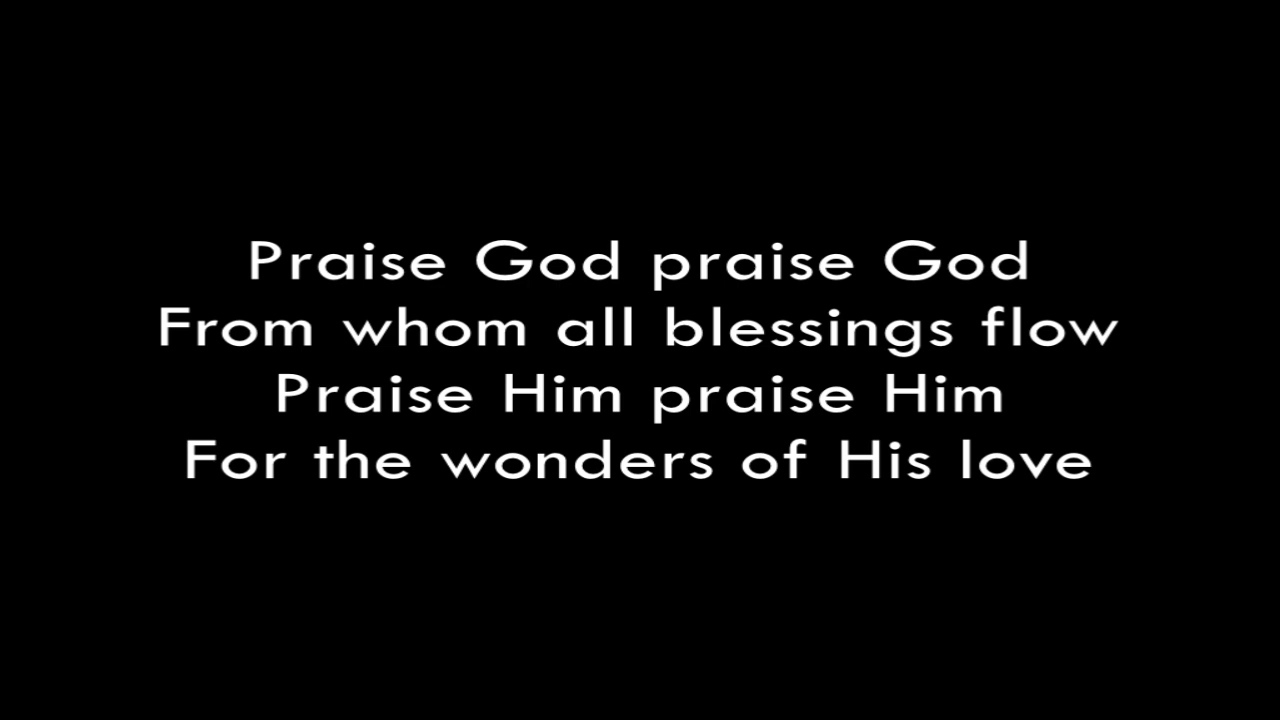 Praise God praise God
From whom all blessings flow
Praise Him praise Him
For the wonders of His love